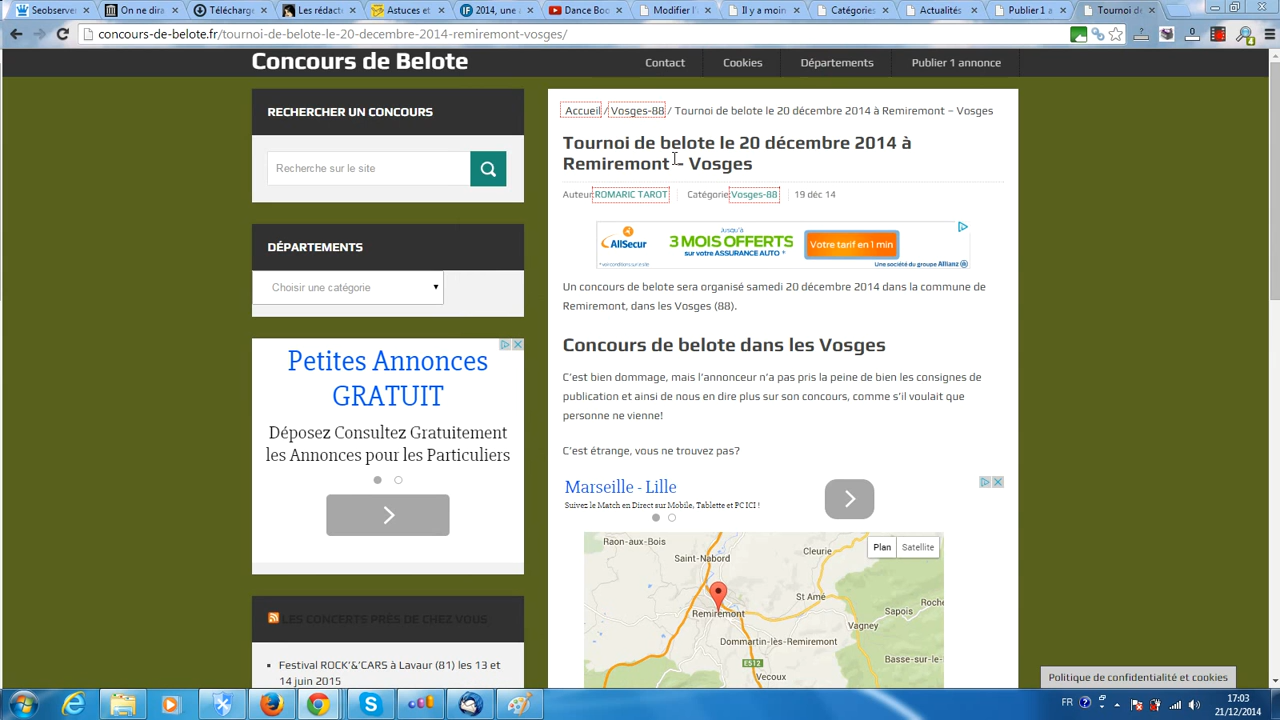 Seobserve
On ne dira
Télécharg
Les rédact
Astuces et
2014, une
Dance Boo
Catégories
Publier 1 a
Actualité
Publier 1 a
Tournoi de
concours-de-belote.fr/tournoi-de-belote-le-20-decembre-2014-remiremont-vosges/
Concours de Belote
Contact
Cookies
Départements
Publier 1 annonce
RECHERCHER UN CONCOURS
Recherche sur le site
DÉPARTEMENTS
Choisir une catégorie
Petites Annonces
GRATUIT
Déposez Consultez Gratuitement
les Annonces pour les Particuliers
LES CONCERTS PRÈS DE CHEZ VOUS
Festival ROCK'&'CARS à Lavaur (81) les 13 et
14 juin 2015
Accueil / Vosges-88 / Tournoi de belote le 20 décembre 2014 à Remiremont – Vosges
Tournoi de belote le 20 décembre 2014 à
Remiremont – Vosges
Auteur ROMARIC TAROT Catégorie Vosges-88 19 déc 14
AllSecur
JUSQU'À
3 MOIS OFFERTS
sur votre ASSURANCE AUTO *
Votre tarif en 1 min
* voir conditions sur le site
Une société du groupe Allianz
Un concours de belote sera organisé samedi 20 décembre 2014 dans la commune de
Remiremont, dans les Vosges (88).
Concours de belote dans les Vosges
C'est bien dommage, mais l'annonceur n'a pas pris la peine de bien les consignes de
publication et ainsi de nous en dire plus sur son concours, comme s'il voulait que
personne ne vienne!
C'est étrange, vous ne trouvez pas?
Marseille - Lille
Suivez le Match en Direct sur Mobile, Tablette et PC ICI !
Plan
Satellite
Raon-aux-Bois
Saint-Nabord
Cleurie
St Amé
Roche
Sapois
Remiremont
Vagney
Dommartin-lès-Remiremont
Basse-sur-le-
E512
Vecoux
Politique de confidentialité et cookies
FR
17:03
21/12/2014